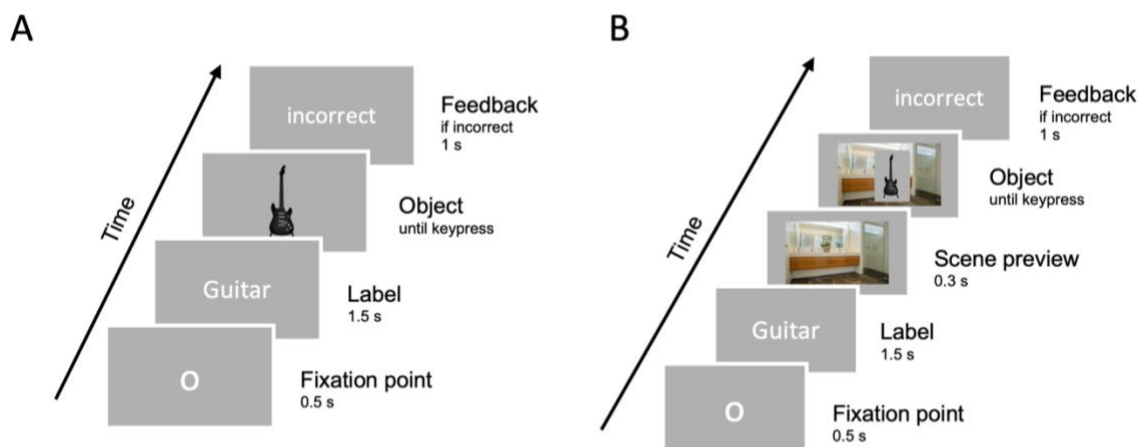 A
Time
incorrect
Feedback
if incorrect
1 s
Object
until keypress
Guitar
Label
1.5 s
O
Fixation point
0.5 s
B
Time
incorrect
Feedback
if incorrect
1 s
Object
until keypress
Scene preview
0.3 s
Guitar
Label
1.5 s
O
Fixation point
0.5 s